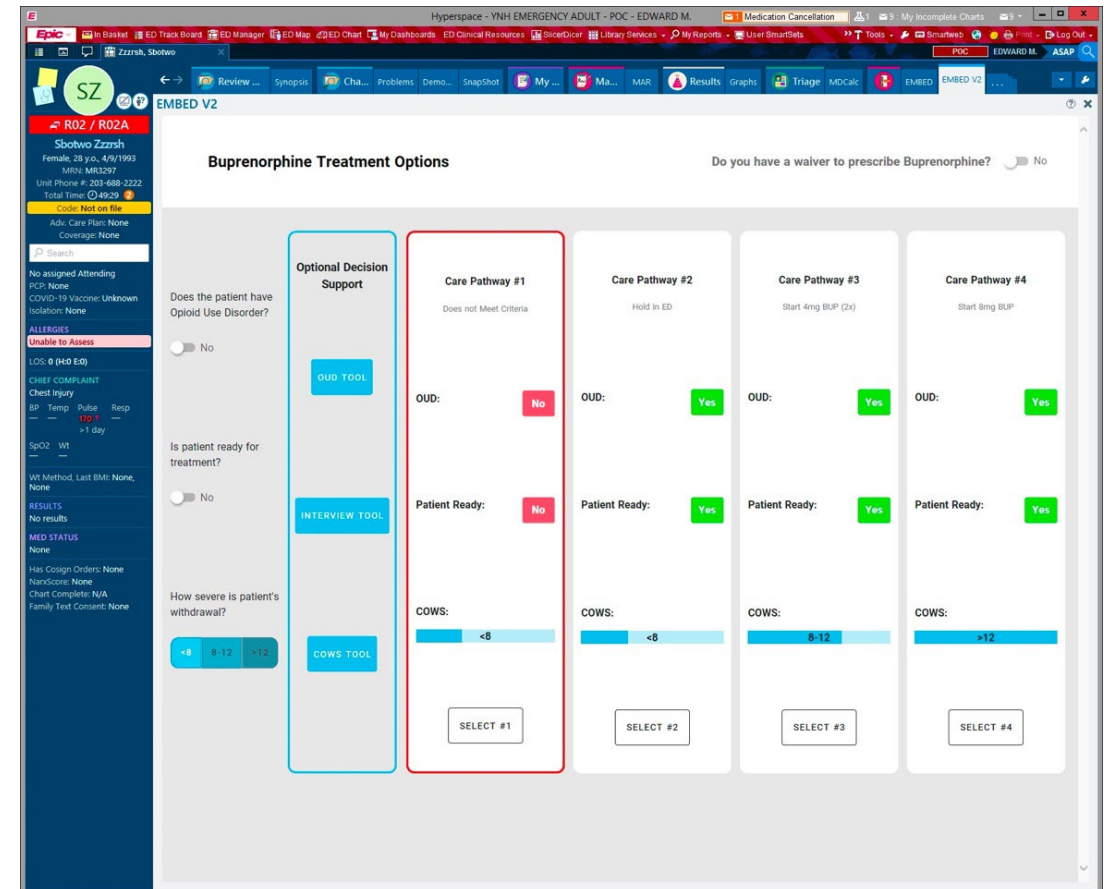 Hyperspace - YNH EMERGENCY ADULT - POC - EDWARD M.
1 Medication Cancellation
1
9
My Incomplete Charts
9
Epic
In Basket
ED Track Board
ED Manager
ED Map
ED Chart
My Dashboards
ED Clinical Resources
SlicerDicer
Library Services
My Reports
User SmartSets
Tools
Smartweb
Print
Log Out
Zzzrsh, Sbotwo
POC
EDWARD M.
ASAP
SZ
Review ...
Synopsis
Cha...
Problems
Demo...
SnapShot
My ...
Ma...
MAR
Results
Graphs
Triage
MDCalc
EMBED
EMBED V2
...
EMBED V2
R02 / R02A
Sbotwo Zzzrsh
Female, 28 y.o., 4/9/1993
MRN: MR3297
Unit Phone #: 203-688-2222
Total Time: 49:29 2
Code: Not on file
Adv. Care Plan: None
Coverage: None
Search
No assigned Attending
PCP: None
COVID-19 Vaccine: Unknown
Isolation: None
ALLERGIES
Unable to Assess
LOS: 0 (H:0 E:0)
CHIEF COMPLAINT
Chest Injury
BP Temp Pulse Resp
— — 170 ! —
>1 day
SpO2 Wt
— —
Wt Method, Last BMI: None,
None
RESULTS
No results
MED STATUS
None
Has Cosign Orders: None
NarxScore: None
Chart Complete: N/A
Family Text Consent: None
Buprenorphine Treatment Options
Do you have a waiver to prescribe Buprenorphine?
No
Does the patient have
Opioid Use Disorder?
No
Is patient ready for
treatment?
No
How severe is patient's
withdrawal?
<8 8-12 >12
Optional Decision
Support
OUD TOOL
INTERVIEW TOOL
COWS TOOL
Care Pathway #1
Does not Meet Criteria
OUD:
No
Patient Ready:
No
COWS:
<8
SELECT #1
Care Pathway #2
Hold in ED
OUD:
Yes
Patient Ready:
Yes
COWS:
<8
SELECT #2
Care Pathway #3
Start 4mg BUP (2x)
OUD:
Yes
Patient Ready:
Yes
COWS:
8-12
SELECT #3
Care Pathway #4
Start 8mg BUP
OUD:
Yes
Patient Ready:
Yes
COWS:
>12
SELECT #4